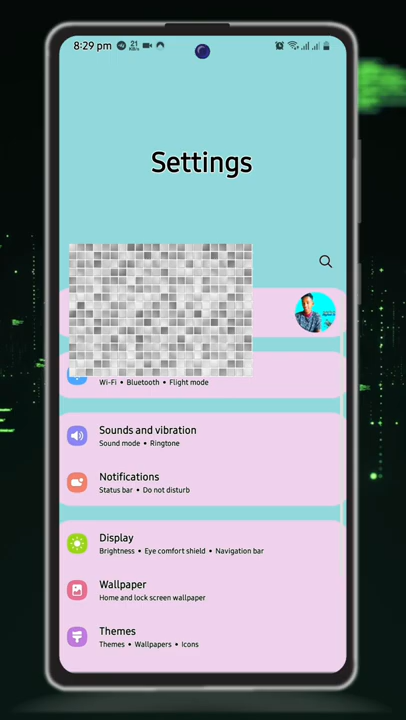 8:29 pm
21
KB/s
Settings
Wi-Fi • Bluetooth • Flight mode
Sounds and vibration
Sound mode • Ringtone
Notifications
Status bar • Do not disturb
Display
Brightness • Eye comfort shield • Navigation bar
Wallpaper
Home and lock screen wallpaper
Themes
Themes • Wallpapers • Icons